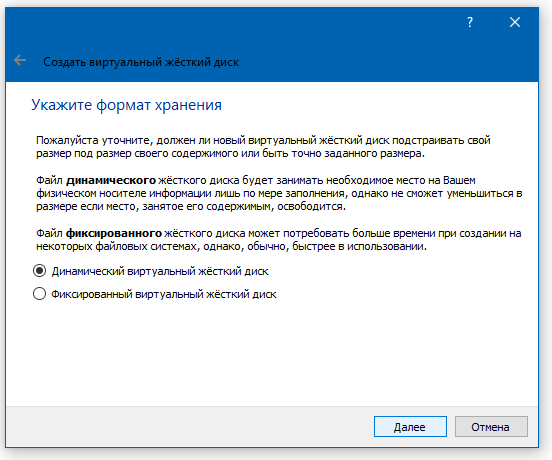 ?
Создать виртуальный жёсткий диск
Укажите формат хранения
Пожалуйста уточните, должен ли новый виртуальный жёсткий диск подстраивать свой
размер под размер своего содержимого или быть точно заданного размера.
Файл динамического жёсткого диска будет занимать необходимое место на Вашем
физическом носителе информации лишь по мере заполнения, однако не сможет уменьшиться в
размере если место, занятое его содержимым, освободится.
Файл фиксированного жёсткого диска может потребовать больше времени при создании на
некоторых файловых системах, однако, обычно, быстрее в использовании.
Динамический виртуальный жёсткий диск
Фиксированный виртуальный жёсткий диск
Далее
Отмена